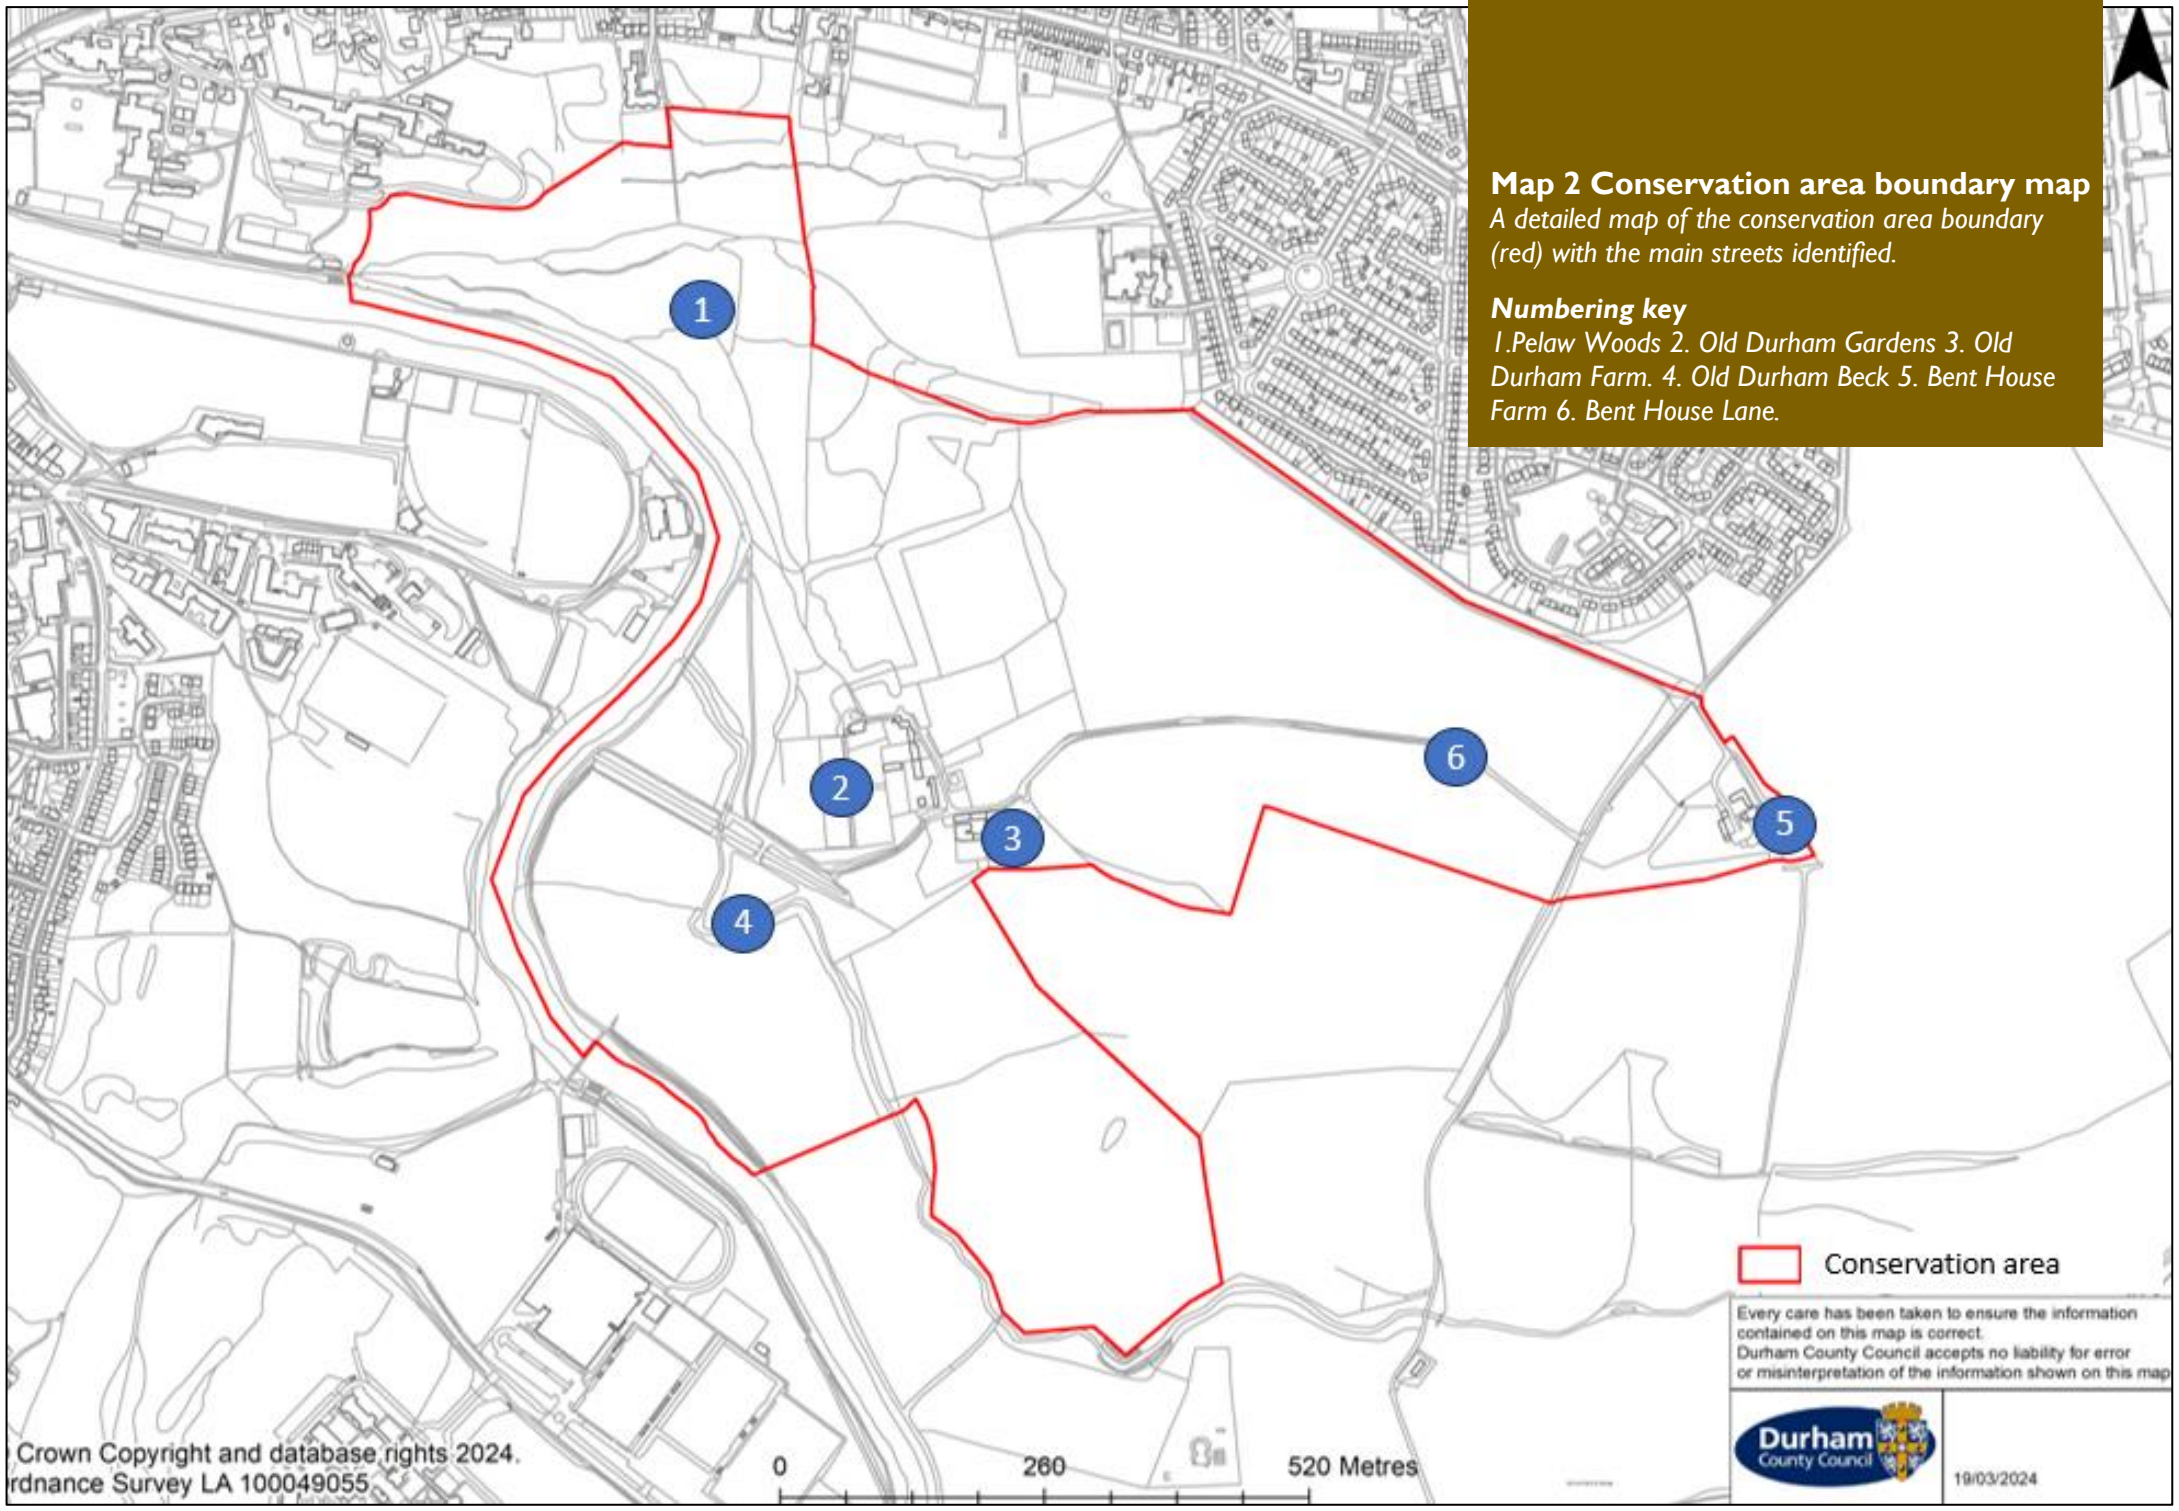 Map 2 Conservation area boundary map
A detailed map of the conservation area boundary
(red) with the main streets identified.
Numbering key
1.Pelaw Woods 2. Old Durham Gardens 3. Old
Durham Farm. 4. Old Durham Beck 5. Bent House
Farm 6. Bent House Lane.
1
2
3
4
5
6
Conservation area
Every care has been taken to ensure the information
contained on this map is correct.
Durham County Council accepts no liability for error
or misinterpretation of the information shown on this map
Durham
County Council
19/03/2024
Crown Copyright and database rights 2024.
rdnance Survey LA 100049055
0 260 520 Metres